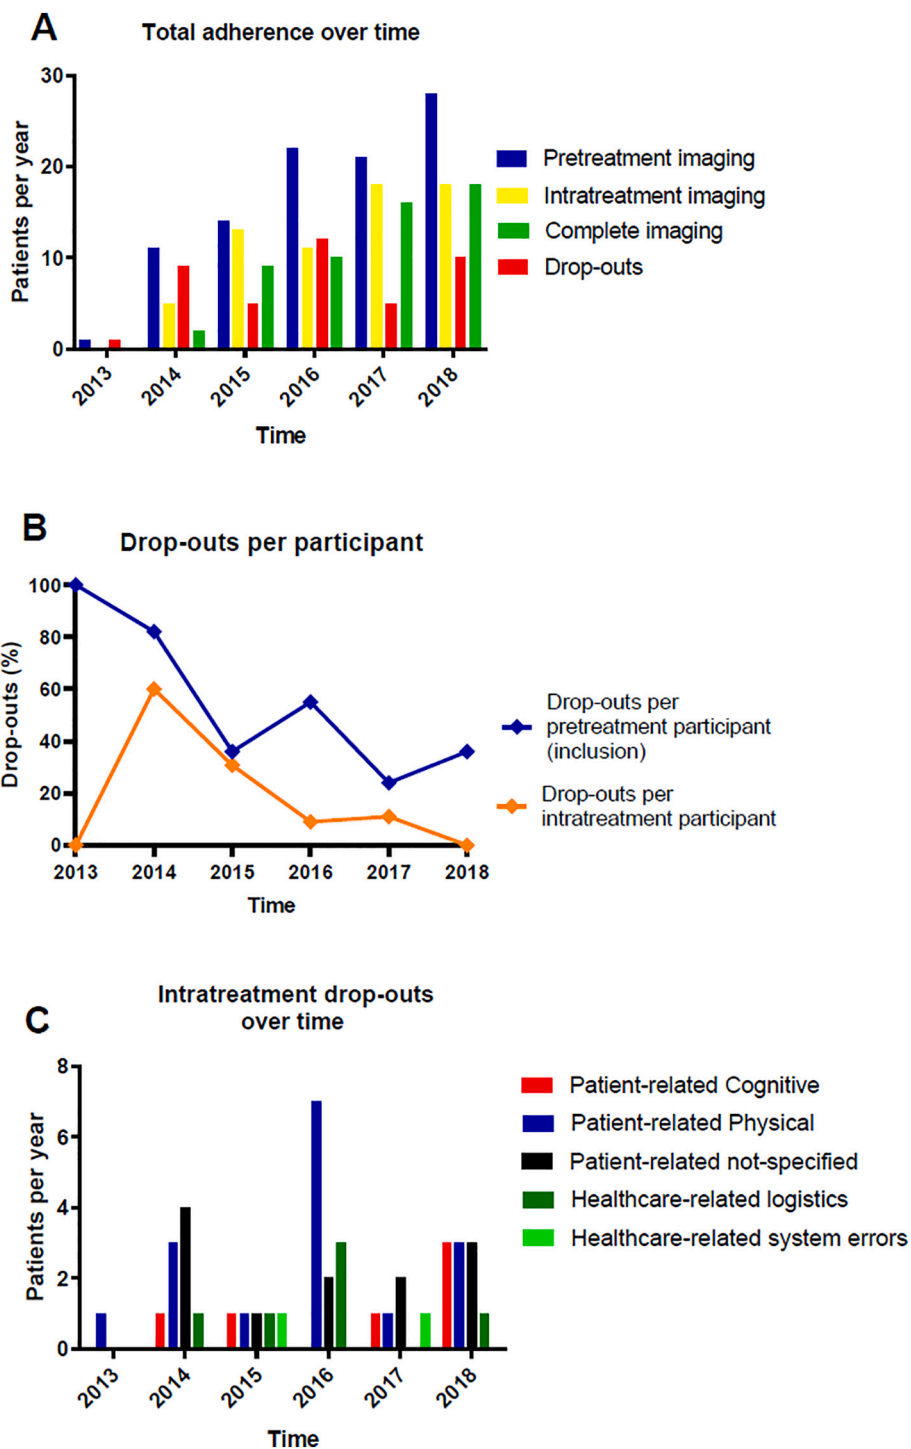 A
Total adherence over time
Patients per year
30
20
10
0
2013
2014
2015
2016
2017
2018
Time
Pretreatment imaging
Intratreatment imaging
Complete imaging
Drop-outs
B
Drop-outs per participant
Drop-outs (%)
100
80
60
40
20
0
2013
2014
2015
2016
2017
2018
Time
Drop-outs per
pretreatment participant
(inclusion)
Drop-outs per
intratreatment participant
C
Intratreatment drop-outs
over time
Patients per year
8
6
4
2
0
2013
2014
2015
2016
2017
2018
Time
Patient-related Cognitive
Patient-related Physical
Patient-related not-specified
Healthcare-related logistics
Healthcare-related system errors